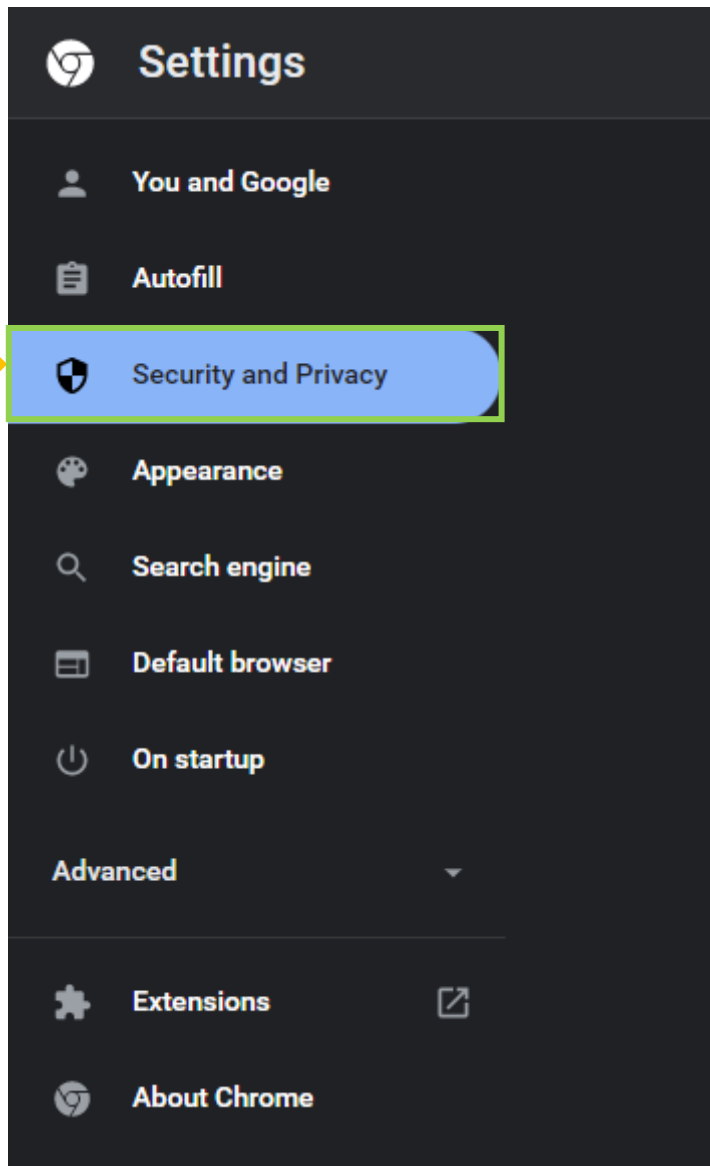 Settings
You and Google
Autofill
Security and Privacy
Appearance
Search engine
Default browser
On startup
Advanced
Extensions
About Chrome